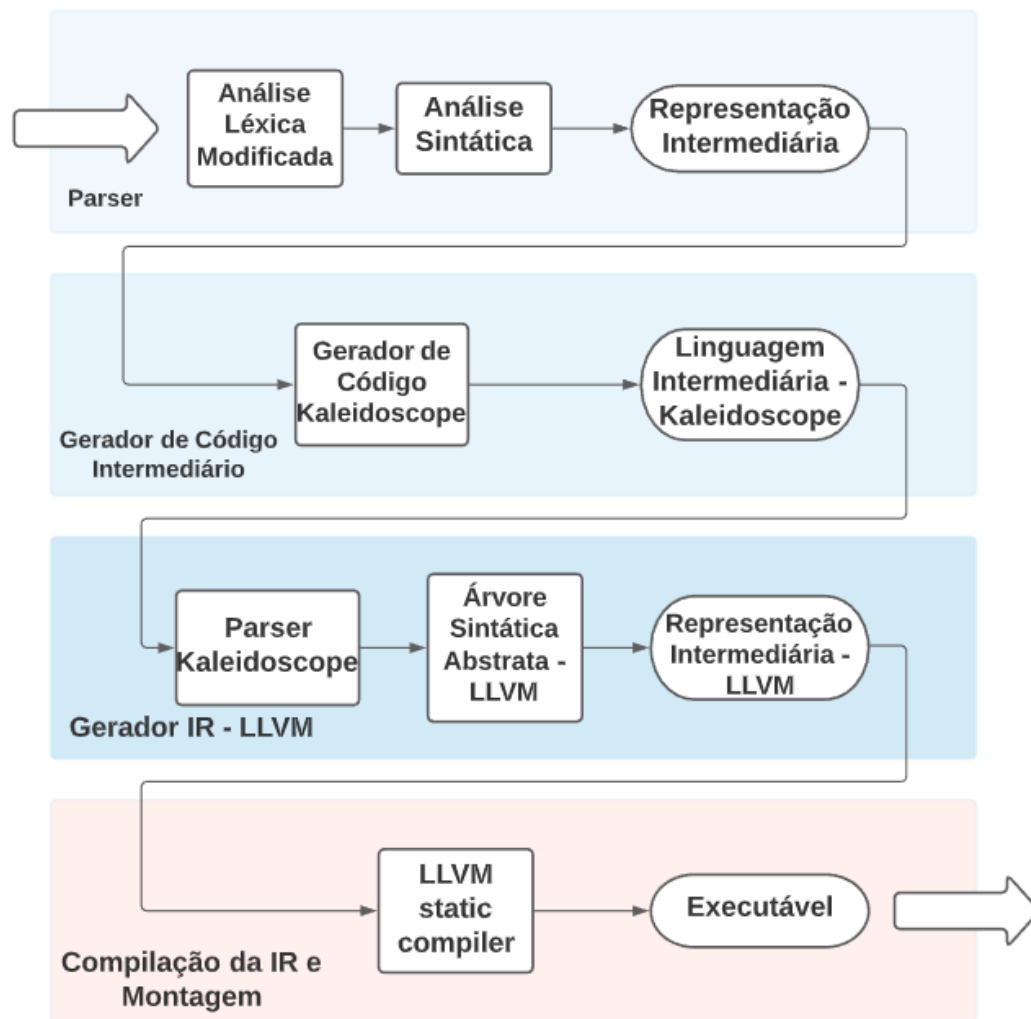 Análise
Léxica
Modificada
Análise
Sintática
Representação
Intermediária
Parser
Gerador de
Código
Kaleidoscope
Linguagem
Intermediária -
Kaleidoscope
Gerador de Código
Intermediário
Parser
Kaleidoscope
Árvore
Sintática
Abstrata -
LLVM
Representação
Intermediária -
LLVM
Gerador IR - LLVM
LLVM
static
compiler
Executável
Compilação da IR e
Montagem